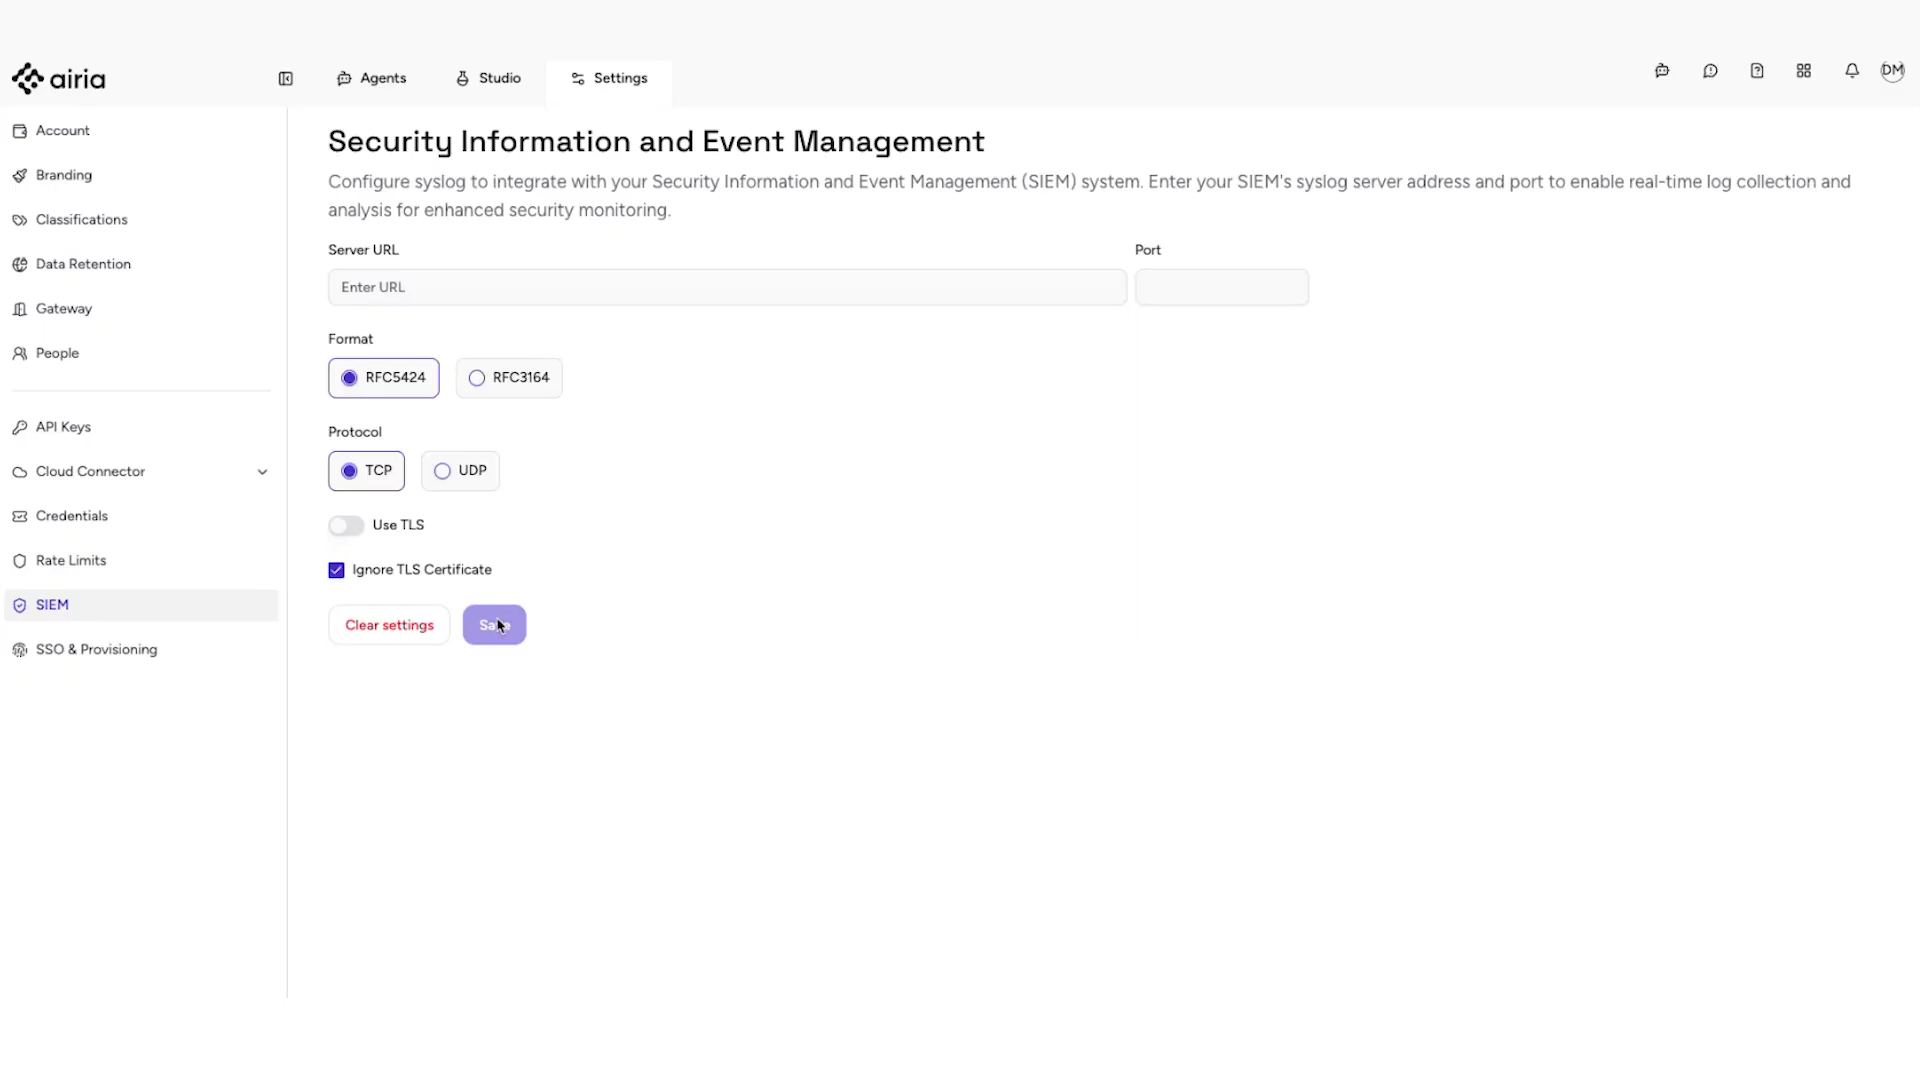 airia
Agents
Studio
Settings
DM
Account
Branding
Classifications
Data Retention
Gateway
People
API Keys
Cloud Connector
Credentials
Rate Limits
SIEM
SSO & Provisioning
Security Information and Event Management
Configure syslog to integrate with your Security Information and Event Management (SIEM) system. Enter your SIEM's syslog server address and port to enable real-time log collection and
analysis for enhanced security monitoring.
Server URL
Port
Enter URL
Format
RFC5424
RFC3164
Protocol
TCP
UDP
Use TLS
Ignore TLS Certificate
Clear settings